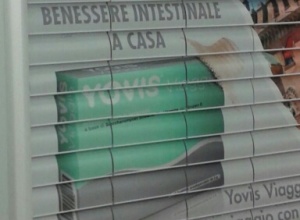 BENESSERE INTESTINALE
A CASA
YOVIS
Yovis Viagg